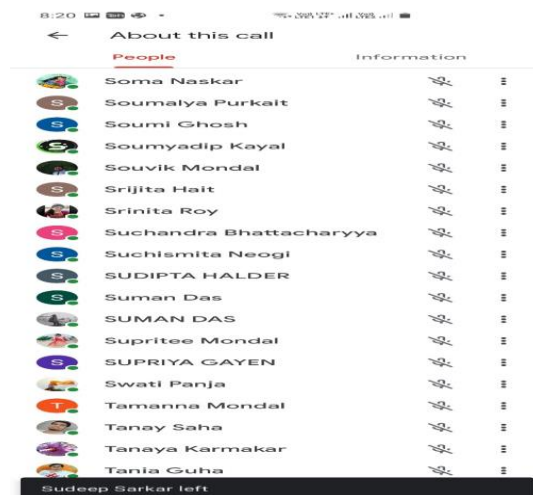 8:20
About this call
People Information
Soma Naskar
S Soumalya Purkait
S Soumi Ghosh
S Soumyadip Kayal
Souvik Mondal
S Srijita Hait
Srinita Roy
S Suchandra Bhattacharyya
S Suchismita Neogi
S SUDIPTA HALDER
S Suman Das
SUMAN DAS
Supritee Mondal
S SUPRIYA GAYEN
Swati Panja
T Tamanna Mondal
Tanay Saha
Tanaya Karmakar
Tania Guha
Sudeep Sarkar left